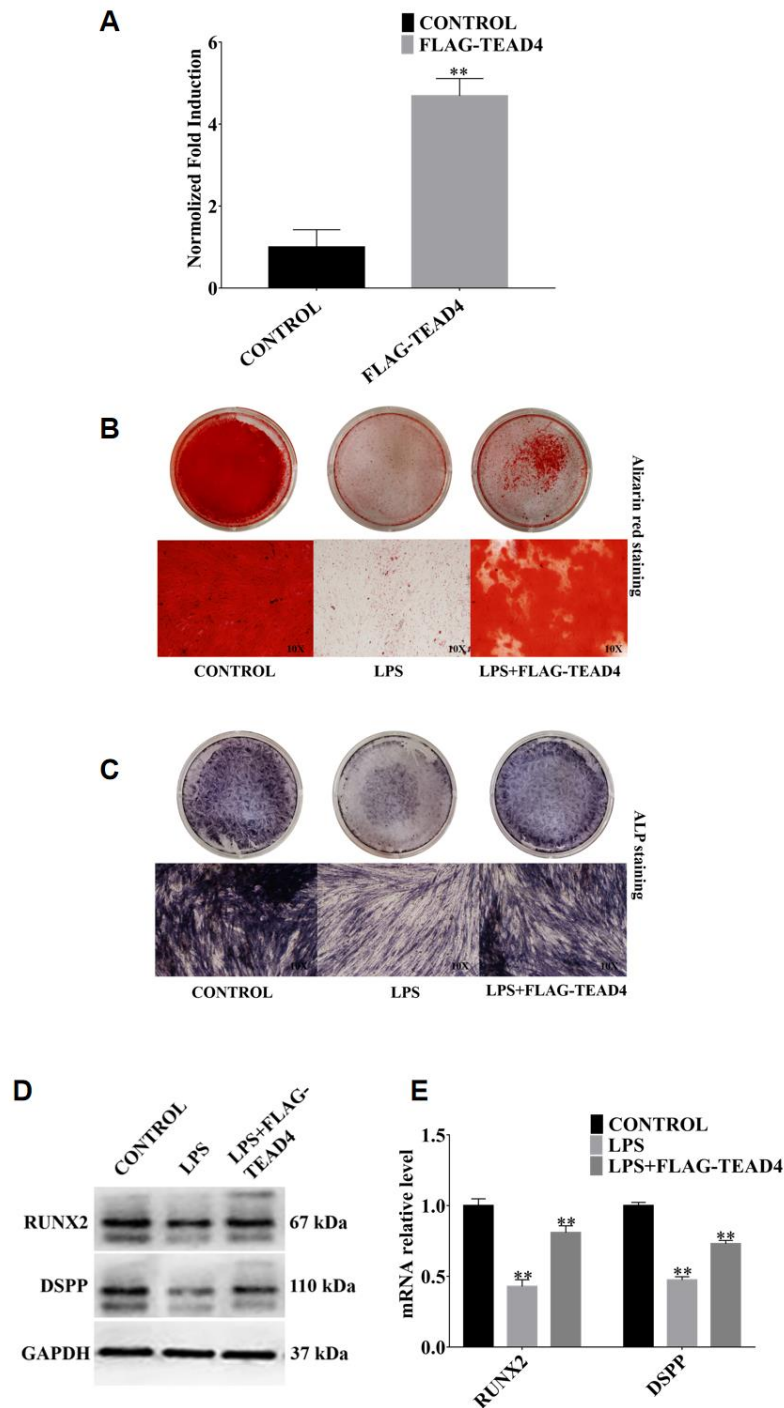 A
CONTROL
FLAG-TEAD4
Normolized Fold Induction
6
4
2
0
**
CONTROL
FLAG-TEAD4
B
Alizarin red staining
10X
10X
10X
CONTROL
LPS
LPS+FLAG-TEAD4
C
ALP staining
10X
10X
10X
CONTROL
LPS
LPS+FLAG-TEAD4
D
CONTROL
LPS
LPS+FLAG-
TEAD4
RUNX2
67 kDa
DSPP
110 kDa
GAPDH
37 kDa
E
CONTROL
LPS
LPS+FLAG-TEAD4
mRNA relative level
1.5
1.0
0.5
0.0
**
**
**
**
RUNX2
DSPP